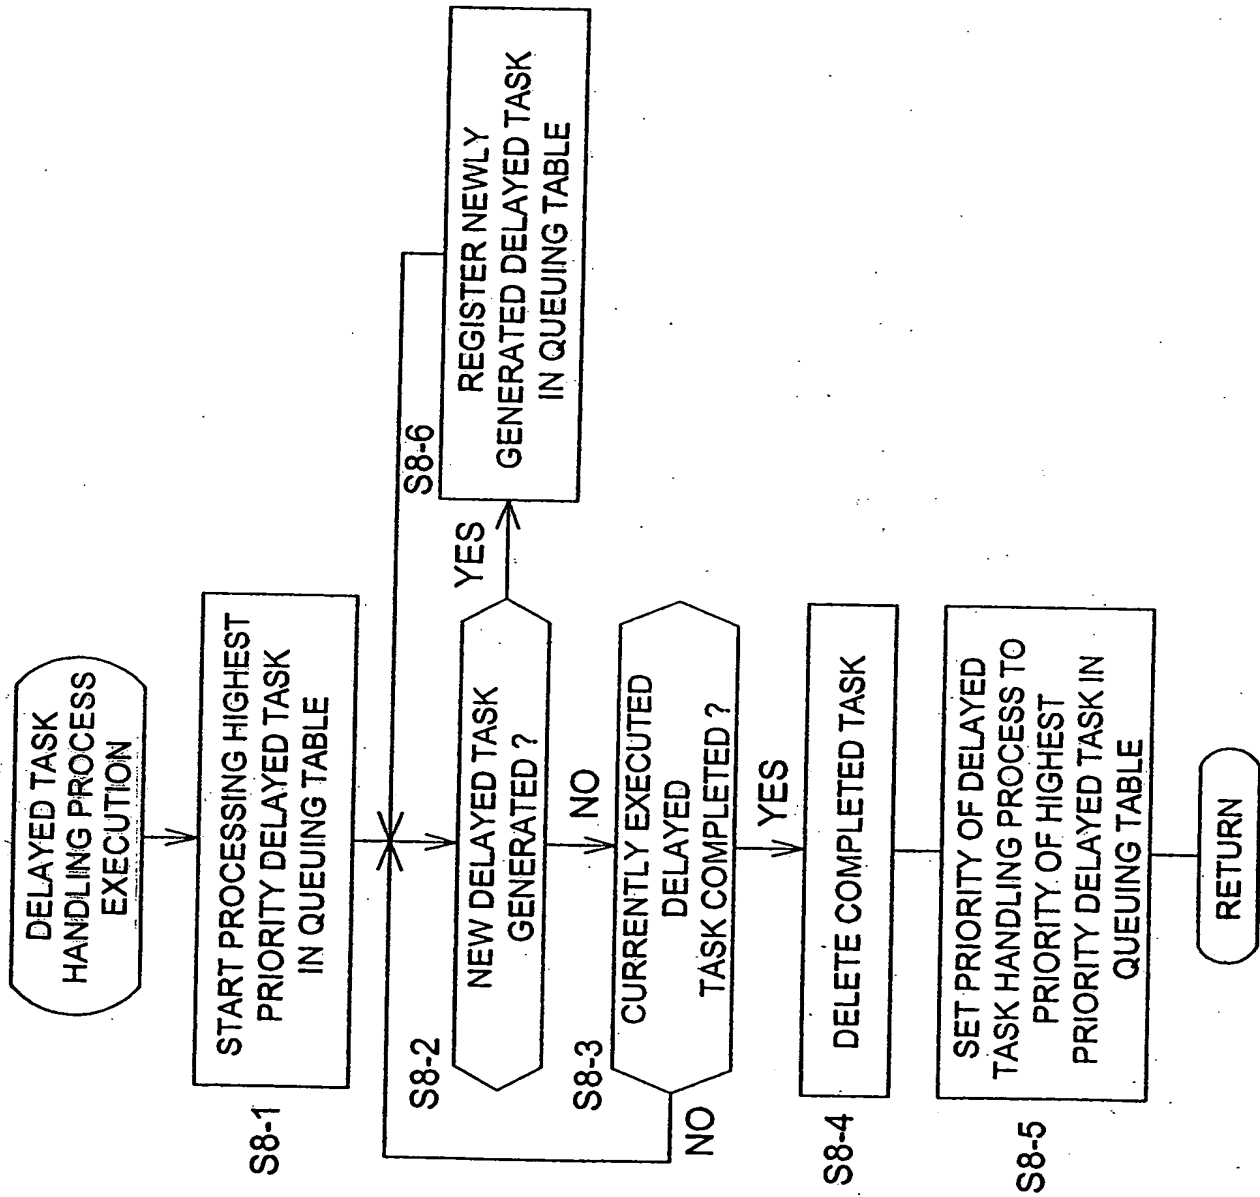 DELAYED TASK
HANDLING PROCESS
EXECUTION
S8-1
START PROCESSING HIGHEST
PRIORITY DELAYED TASK
IN QUEUING TABLE
S8-2
NEW DELAYED TASK
GENERATED ?
YES
S8-6
REGISTER NEWLY
GENERATED DELAYED TASK
IN QUEUING TABLE
NO
S8-3
CURRENTLY EXECUTED
DELAYED
TASK COMPLETED ?
NO
YES
S8-4
DELETE COMPLETED TASK
S8-5
SET PRIORITY OF DELAYED
TASK HANDLING PROCESS TO
PRIORITY OF HIGHEST
PRIORITY DELAYED TASK IN
QUEUING TABLE
RETURN